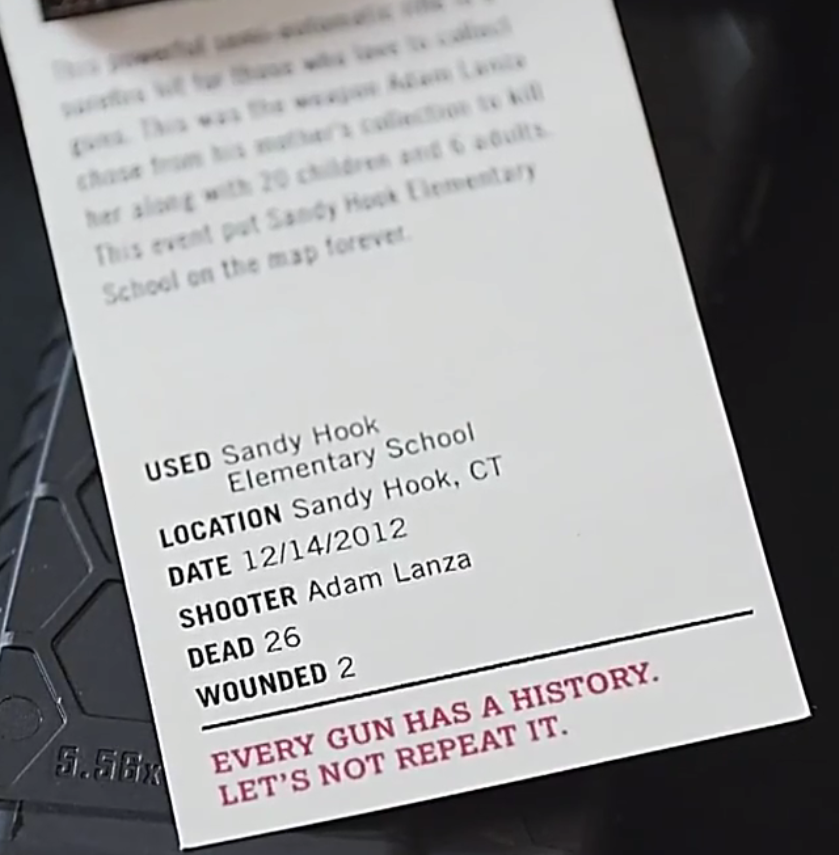 This powerful semi-automatic rifle is a
surefire hit for those who love to collect
guns. This was the weapon Adam Lanza
chose from his mother's collection to kill
her along with 20 children and 6 adults.
This event put Sandy Hook Elementary
School on the map forever.
USED Sandy Hook
Elementary School
LOCATION Sandy Hook, CT
DATE 12/14/2012
SHOOTER Adam Lanza
DEAD 26
WOUNDED 2
EVERY GUN HAS A HISTORY.
LET'S NOT REPEAT IT.
5.56x